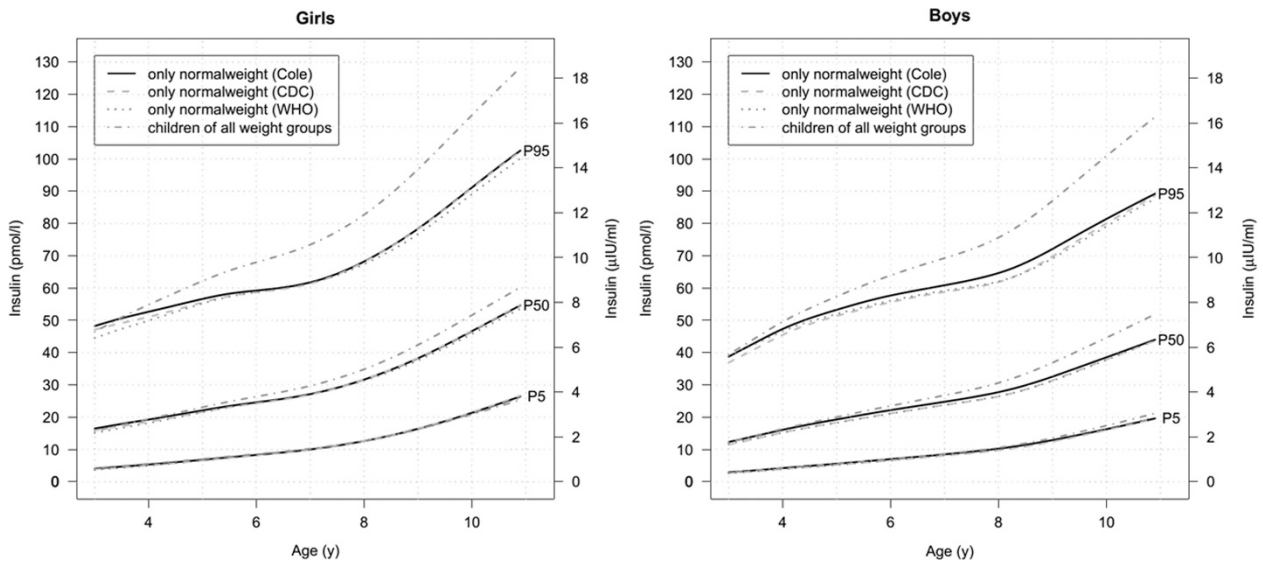 Girls
130
120
110
100
90
80
70
60
50
40
30
20
10
0
Insulin (pmol/l)
only normalweight (Cole)
only normalweight (CDC)
only normalweight (WHO)
children of all weight groups
P95
P50
P5
18
16
14
12
10
8
6
4
2
0
Insulin (µIU/ml)
4 6 8 10
Age (y)
Boys
130
120
110
100
90
80
70
60
50
40
30
20
10
0
Insulin (pmol/l)
only normalweight (Cole)
only normalweight (CDC)
only normalweight (WHO)
children of all weight groups
P95
P50
P5
18
16
14
12
10
8
6
4
2
0
Insulin (µIU/ml)
4 6 8 10
Age (y)